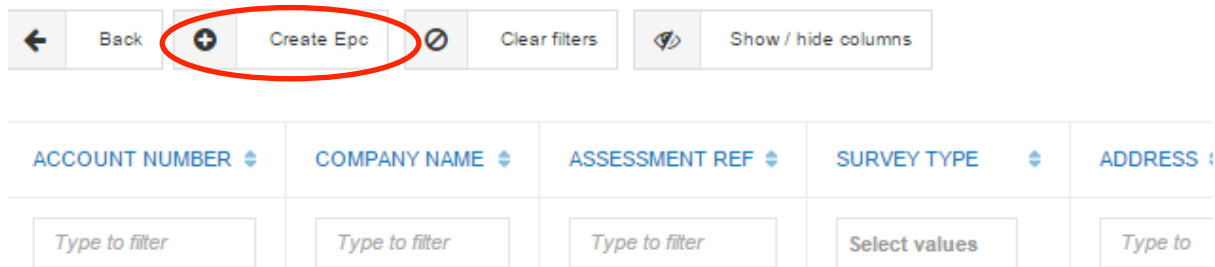 Back Create Epc Clear filters Show / hide columns
ACCOUNT NUMBER COMPANY NAME ASSESSMENT REF SURVEY TYPE ADDRESS
Type to filter Type to filter Type to filter Select values Type to